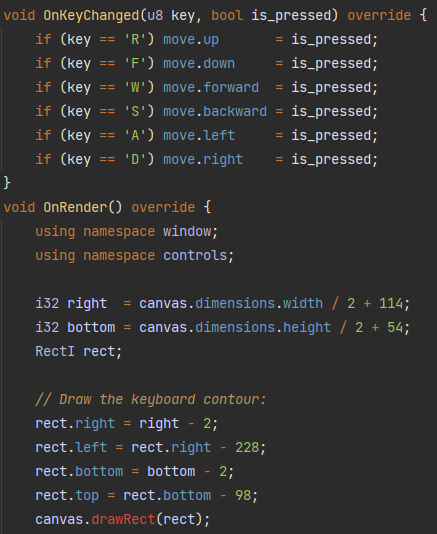 void OnKeyChanged(u8 key, bool is_pressed) override {
    if (key == 'R') move.up       = is_pressed;
    if (key == 'F') move.down     = is_pressed;
    if (key == 'W') move.forward  = is_pressed;
    if (key == 'S') move.backward = is_pressed;
    if (key == 'A') move.left     = is_pressed;
    if (key == 'D') move.right    = is_pressed;
}
void OnRender() override {
    using namespace window;
    using namespace controls;

    i32 right  = canvas.dimensions.width / 2 + 114;
    i32 bottom = canvas.dimensions.height / 2 + 54;
    RectI rect;

    // Draw the keyboard contour:
    rect.right = right - 2;
    rect.left = rect.right - 228;
    rect.bottom = bottom - 2;
    rect.top = rect.bottom - 98;
    canvas.drawRect(rect);